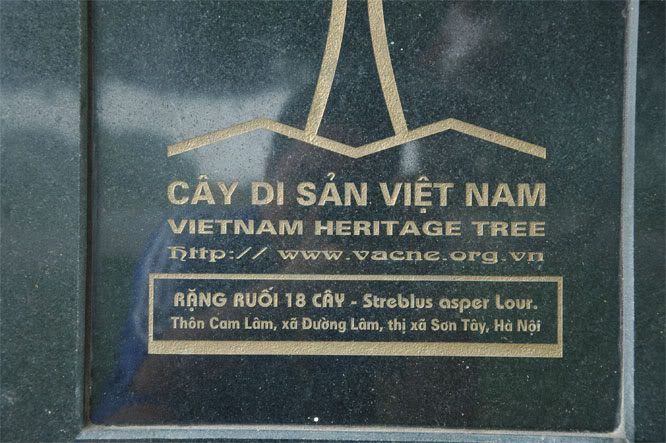 CÂY DI SẢN VIỆT NAM
VIETNAM HERITAGE TREE
http:// www.vacne.org.vn
RẶNG RUỐI 18 CÂY - Streblus asper Lour.
Thôn Cam Lâm, xã Đường Lâm, thị xã Sơn Tây, Hà Nội